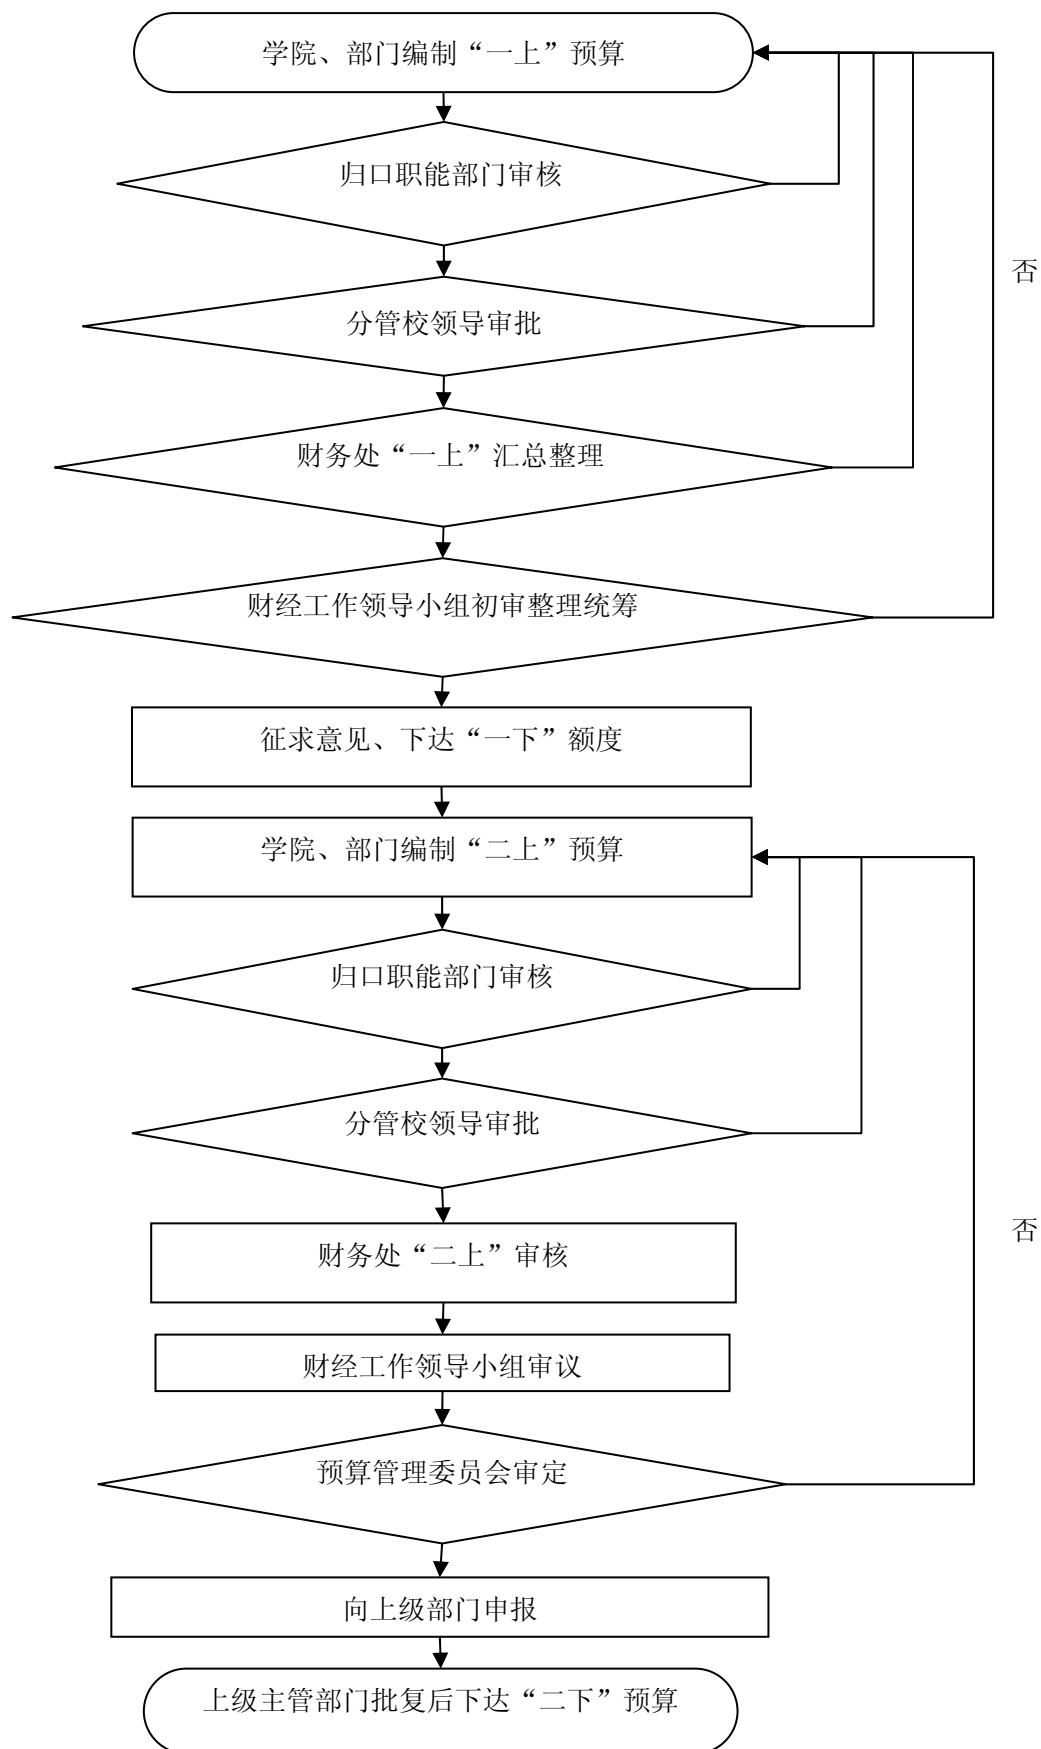 学院、部门编制“一上”预算
归口职能部门审核
否
分管校领导审批
财务处“一上”汇总整理
财经工作领导小组初审整理统筹
征求意见、下达“一下”额度
学院、部门编制“二上”预算
归口职能部门审核
分管校领导审批
否
财务处“二上”审核
财经工作领导小组审议
预算管理委员会审定
向上级部门申报
上级主管部门批复后下达“二下”预算